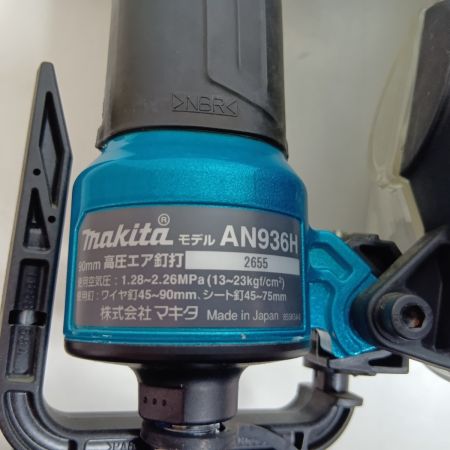 >NBR<
makita® モデル AN936H
90mm 高圧エア釘打 2655
使用空気圧：1.28~2.26MPa (13~23kgf/cm²)
使用釘：ワイヤ釘45~90mm、シート釘45~75mm
株式会社マキタ Made in Japan